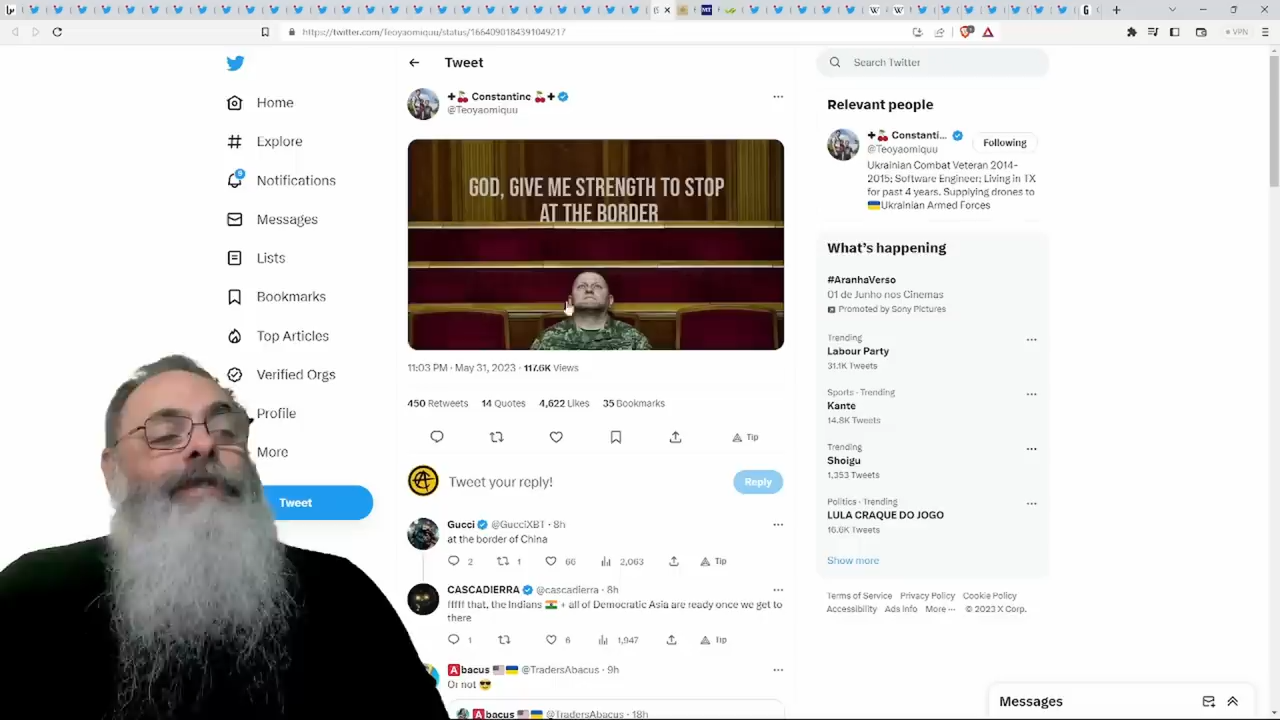 VPN
https://twitter.com/Teoyaomiquu/status/1664090184391049217
Home
Explore
9
Notifications
Messages
Lists
Bookmarks
Top Articles
Verified Orgs
Profile
More
Tweet
Tweet
Constantine
@Teoyaomiquu
GOD, GIVE ME STRENGTH TO STOP
AT THE BORDER
11:03 PM · May 31, 2023 · 117.6K Views
450 Retweets 14 Quotes 4,622 Likes 35 Bookmarks
Tip
Tweet your reply!
Reply
Gucci @GucciXBT · 8h
at the border of China
2 1 66 2,063 Tip
CASCADIERRA @cascadierra · 8h
fffff that, the Indians 🇮🇳 + all of Democratic Asia are ready once we get to
there
1 6 1,947 Tip
🅰bacus 🇺🇸🇺🇦 @TradersAbacus · 9h
Or not 😎
🅰bacus 🇺🇸🇺🇦 @TradersAbacus · 18h
Search Twitter
Relevant people
Constanti...
@Teoyaomiquu
Following
Ukrainian Combat Veteran 2014-
2015; Software Engineer; Living in TX
for past 4 years. Supplying drones to
🇺🇦Ukrainian Armed Forces
What's happening
#AranhaVerso
01 de Junho nos Cinemas
Promoted by Sony Pictures
Trending
Labour Party
31.1K Tweets
Sports · Trending
Kante
14.8K Tweets
Trending
Shoigu
1,353 Tweets
Politics · Trending
LULA CRAQUE DO JOGO
16.6K Tweets
Show more
Terms of Service Privacy Policy Cookie Policy
Accessibility Ads Info More ··· © 2023 X Corp.
Messages